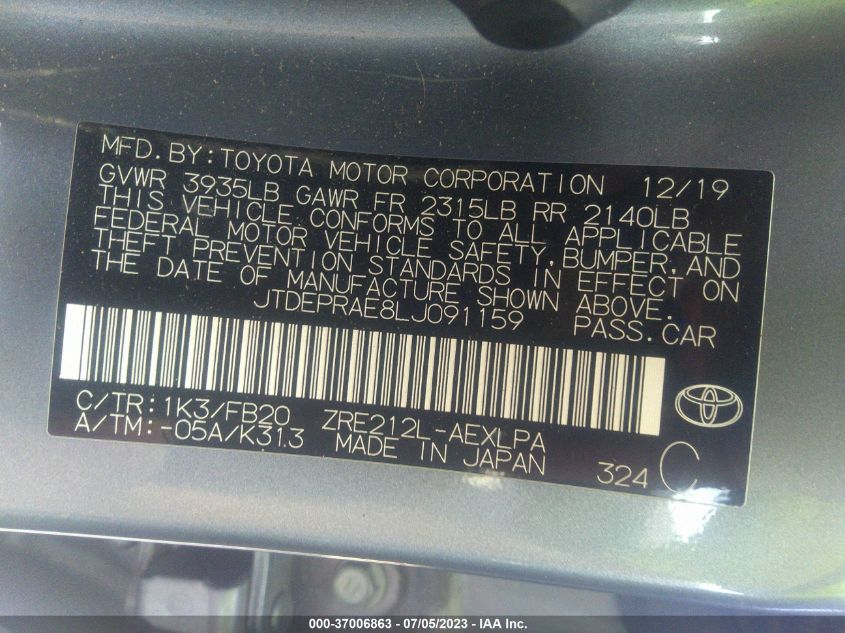 MFD. BY: TOYOTA MOTOR CORPORATION 12/19
GVWR 3935LB GAWR FR 2315LB RR 2140LB
THIS VEHICLE CONFORMS TO ALL APPLICABLE
FEDERAL MOTOR VEHICLE SAFETY, BUMPER, AND
THEFT PREVENTION STANDARDS IN EFFECT ON
THE DATE OF MANUFACTURE SHOWN ABOVE.
JTDEPRAE8LJ091159 PASS. CAR
C/TR: 1K3/FB20 ZRE212L-AEXLPA
A/TM: -05A/K313 MADE IN JAPAN 324 C
000-37006863 / 07/05/2023 - IAA Inc.